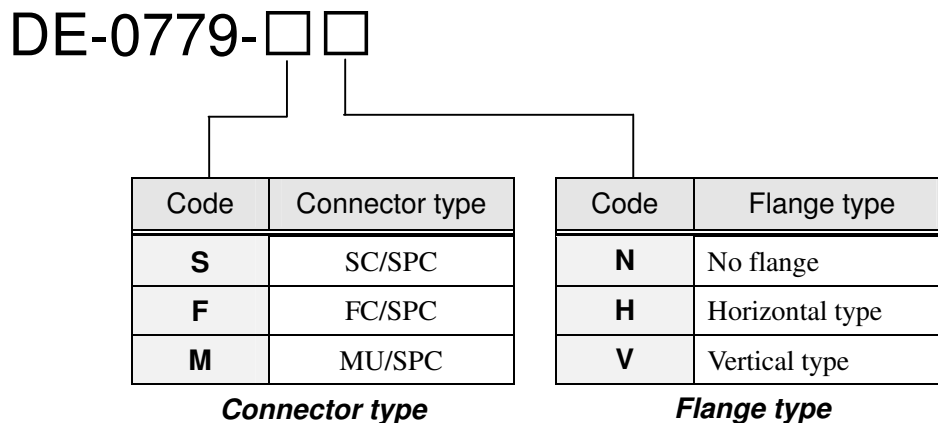 DE-0779-□□
Code Connector type
S SC/SPC
F FC/SPC
M MU/SPC
Connector type
Code Flange type
N No flange
H Horizontal type
V Vertical type
Flange type